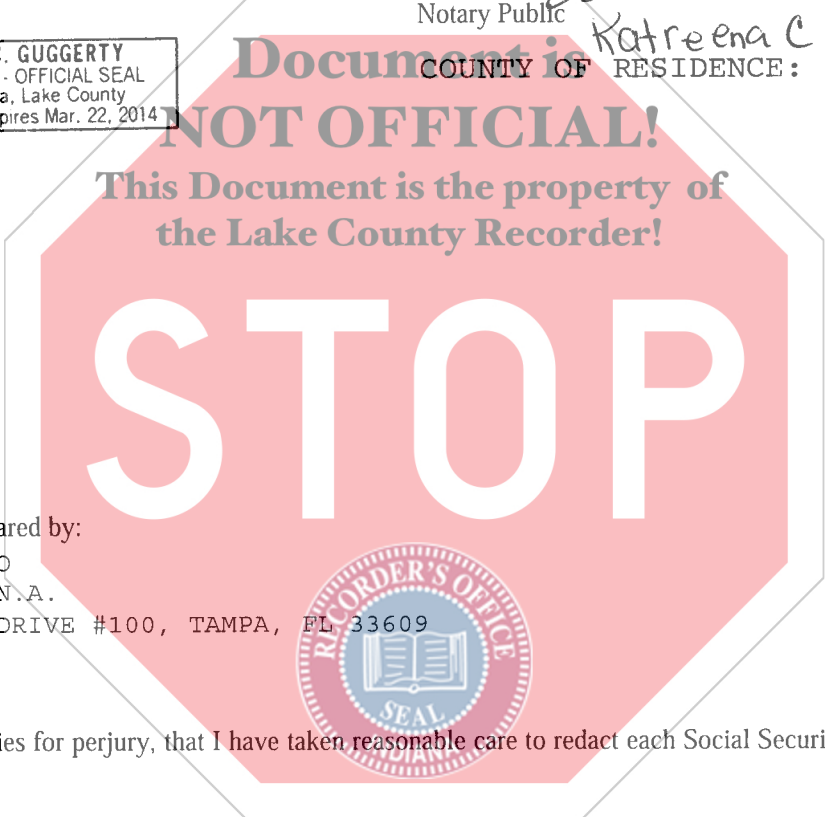 Notary Public
Katreena C
. GUGGERTY
- OFFICIAL SEAL
a, Lake County
pires Mar. 22, 2014
COUNTY OF RESIDENCE:
Document is
NOT OFFICIAL!
This Document is the property of
the Lake County Recorder!
STOP
ared by:
O
N.A.
DRIVE #100, TAMPA, FL 33609
RECORDER'S OFFICE
SEAL
INDIANA
ies for perjury, that I have taken reasonable care to redact each Social Securi